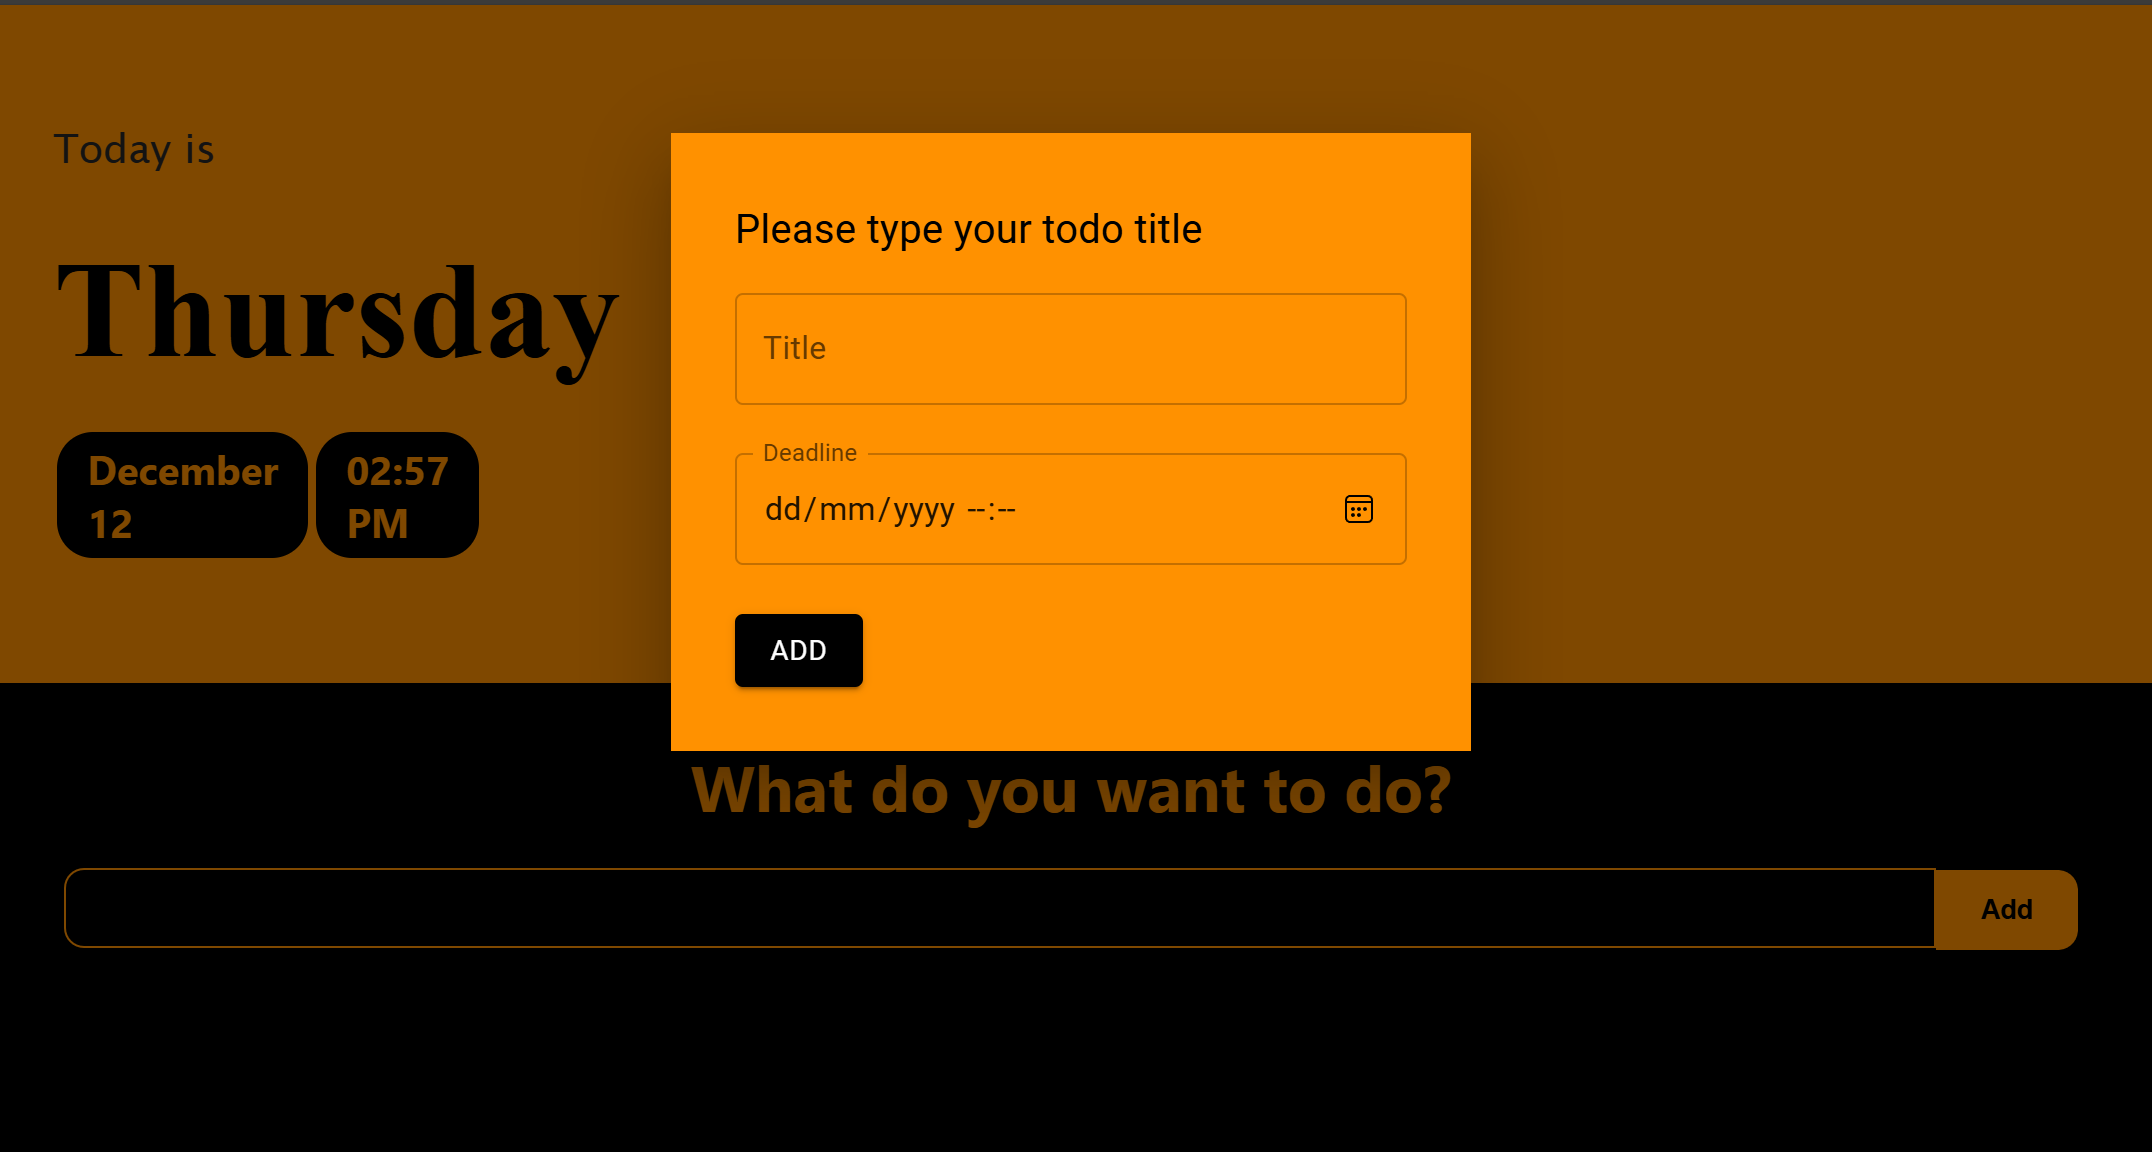 Today is
Thursday
December
12
02:57
PM
Please type your todo title
Title
Deadline
dd/mm/yyyy --:--
ADD
What do you want to do?
Add